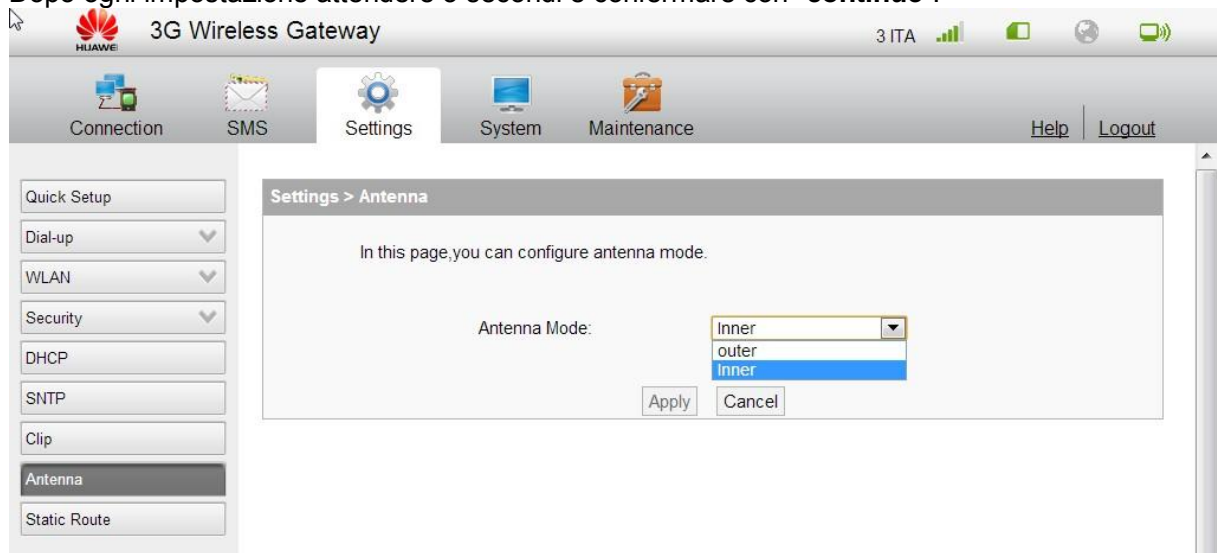 Dopo ogni impostazione attendere 5 secondi e confermare con "continue".
HUAWEI
3G Wireless Gateway
3 ITA
Connection
SMS
Settings
System
Maintenance
Help
Logout
Quick Setup
Dial-up
WLAN
Security
DHCP
SNTP
Clip
Antenna
Static Route
Settings > Antenna
In this page,you can configure antenna mode.
Antenna Mode:
Inner
outer
Inner
Apply
Cancel